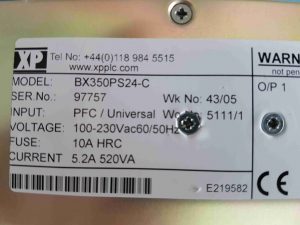 XP Tel No: +44(0)118 984 5515
www.xpplc.com
MODEL: BX350PS24-C
SER No.: 97757 Wk No: 43/05
INPUT: PFC / Universal Wo: 5111/1
VOLTAGE: 100-230Vac60/50Hz
FUSE: 10A HRC
CURRENT 5.2A 520VA
E219582
WARN
O/P 1
CE